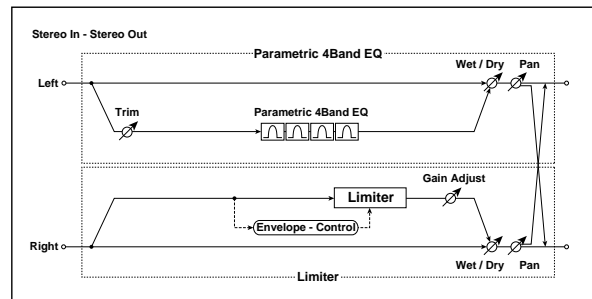 Stereo In - Stereo Out
Parametric 4Band EQ
Wet / Dry
Pan
Left
Trim
Parametric 4Band EQ
Gain Adjust
Limiter
Envelope - Control
Right
Wet / Dry
Pan
Limiter